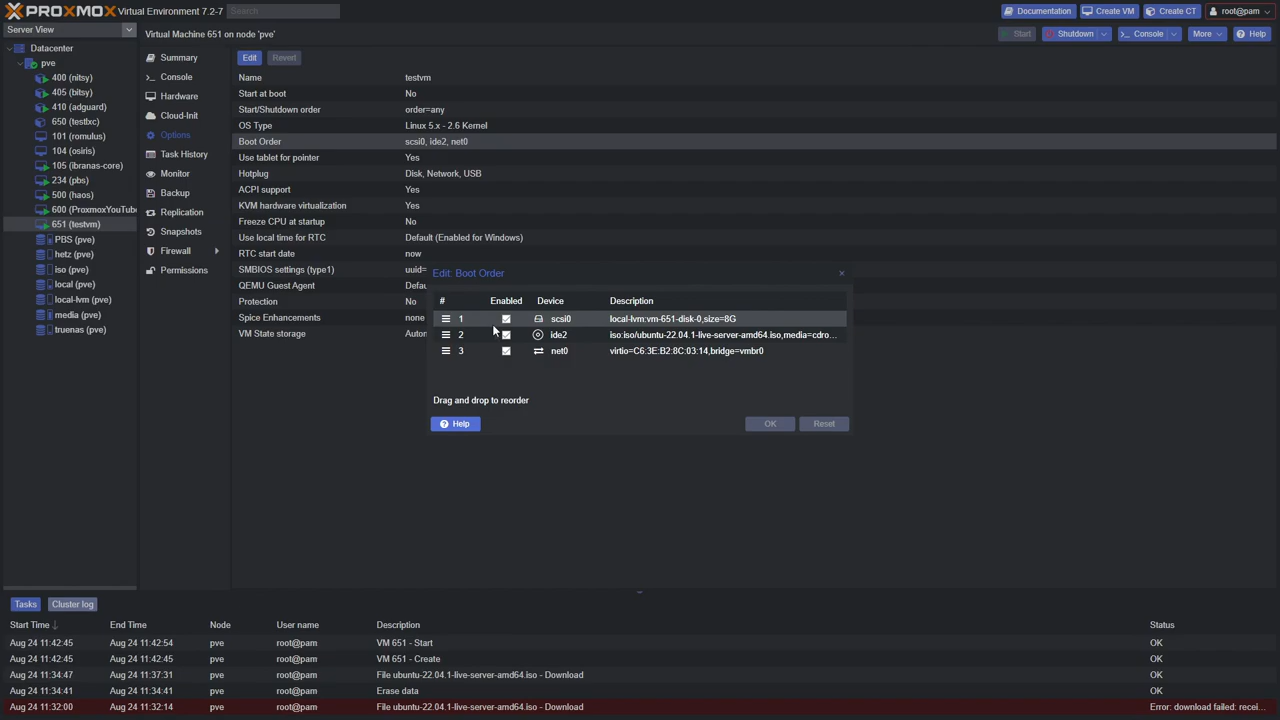 PROXMOX Virtual Environment 7.2-7 Search Documentation Create VM Create CT root@pam
Server View
Virtual Machine 651 on node 'pve' Start Shutdown Console More Help
Datacenter
pve
400 (nitsy)
405 (bitsy)
410 (adguard)
650 (testlxc)
101 (romulus)
104 (osiris)
105 (ibranas-core)
234 (pbs)
500 (haos)
600 (ProxmoxYouTub
651 (testvm)
PBS (pve)
hetz (pve)
iso (pve)
local (pve)
local-lvm (pve)
media (pve)
truenas (pve)
Summary
Console
Hardware
Cloud-Init
Options
Task History
Monitor
Backup
Replication
Snapshots
Firewall
Permissions
Edit Revert
Name testvm
Start at boot No
Start/Shutdown order order=any
OS Type Linux 5.x - 2.6 Kernel
Boot Order scsi0, ide2, net0
Use tablet for pointer Yes
Hotplug Disk, Network, USB
ACPI support Yes
KVM hardware virtualization Yes
Freeze CPU at startup No
Use local time for RTC Default (Enabled for Windows)
RTC start date now
SMBIOS settings (type1) uuid=
QEMU Guest Agent Defau
Protection No
Spice Enhancements none
VM State storage Auton
Edit: Boot Order
# Enabled Device Description
1 scsi0 local-lvm:vm-651-disk-0,size=8G
2 ide2 iso:iso/ubuntu-22.04.1-live-server-amd64.iso,media=cdro...
3 net0 virtio=C6:3E:B2:8C:03:14,bridge=vmbr0
Drag and drop to reorder
Help OK Reset
Tasks Cluster log
Start Time ↓ End Time Node User name Description Status
Aug 24 11:42:45 Aug 24 11:42:54 pve root@pam VM 651 - Start OK
Aug 24 11:42:45 Aug 24 11:42:45 pve root@pam VM 651 - Create OK
Aug 24 11:34:47 Aug 24 11:37:31 pve root@pam File ubuntu-22.04.1-live-server-amd64.iso - Download OK
Aug 24 11:34:41 Aug 24 11:34:41 pve root@pam Erase data OK
Aug 24 11:32:00 Aug 24 11:32:14 pve root@pam File ubuntu-22.04.1-live-server-amd64.iso - Download Error: download failed: recei...